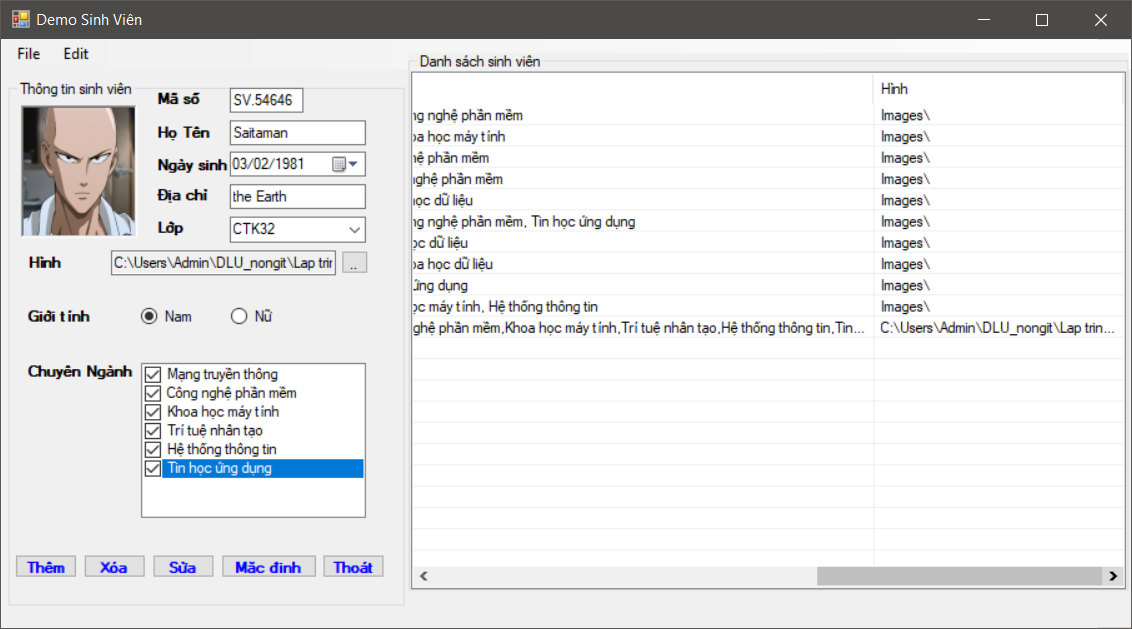 Demo Sinh Viên
File Edit
Thông tin sinh viên
Mã số SV.54646
Họ Tên Saitaman
Ngày sinh 03/02/1981
Địa chỉ the Earth
Lớp CTK32
Hình C:\Users\Admin\DLU_nongit\Lap trir ..
Giới tính Nam Nữ
Chuyên Ngành
Mạng truyền thông
Công nghệ phần mềm
Khoa học máy tính
Trí tuệ nhân tạo
Hệ thống thông tin
Tin học ứng dụng
Thêm Xóa Sửa Mặc định Thoát
Danh sách sinh viên
Hình
ng nghệ phần mềm Images\
oa học máy tính Images\
hệ phần mềm Images\
nghệ phần mềm Images\
học dữ liệu Images\
ng nghệ phần mềm, Tin học ứng dụng Images\
ọc dữ liệu Images\
oa học dữ liệu Images\
ứng dụng Images\
ọc máy tính, Hệ thống thông tin Images\
ghệ phần mềm,Khoa học máy tính,Trí tuệ nhân tạo,Hệ thống thông tin,Tin... C:\Users\Admin\DLU_nongit\Lap trin...